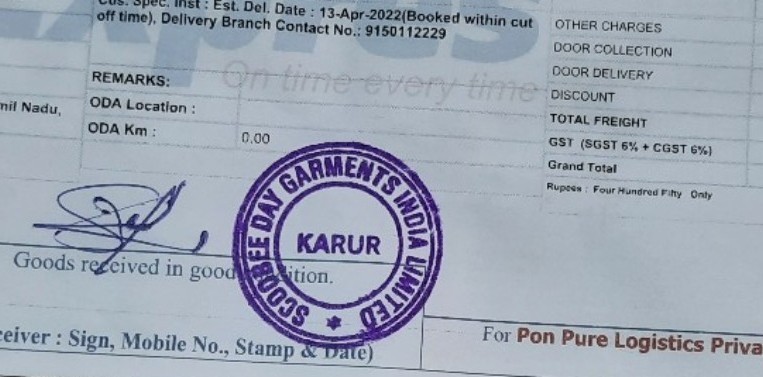 Cus. Spec. Inst : Est. Del. Date : 13-Apr-2022(Booked within cut
off time), Delivery Branch Contact No.: 9150112229
On time every time
REMARKS:
mil Nadu,
ODA Location :
ODA Km :
0.00
OTHER CHARGES
DOOR COLLECTION
DOOR DELIVERY
DISCOUNT
TOTAL FREIGHT
GST (SGST 6% + CGST 6%)
Grand Total
Rupees : Four Hundred Fifty Only
SCOOBEE DAY GARMENTS INDIA LIMITED
KARUR
Goods received in good ition.
eiver : Sign, Mobile No., Stamp & Date)
For Pon Pure Logistics Priva